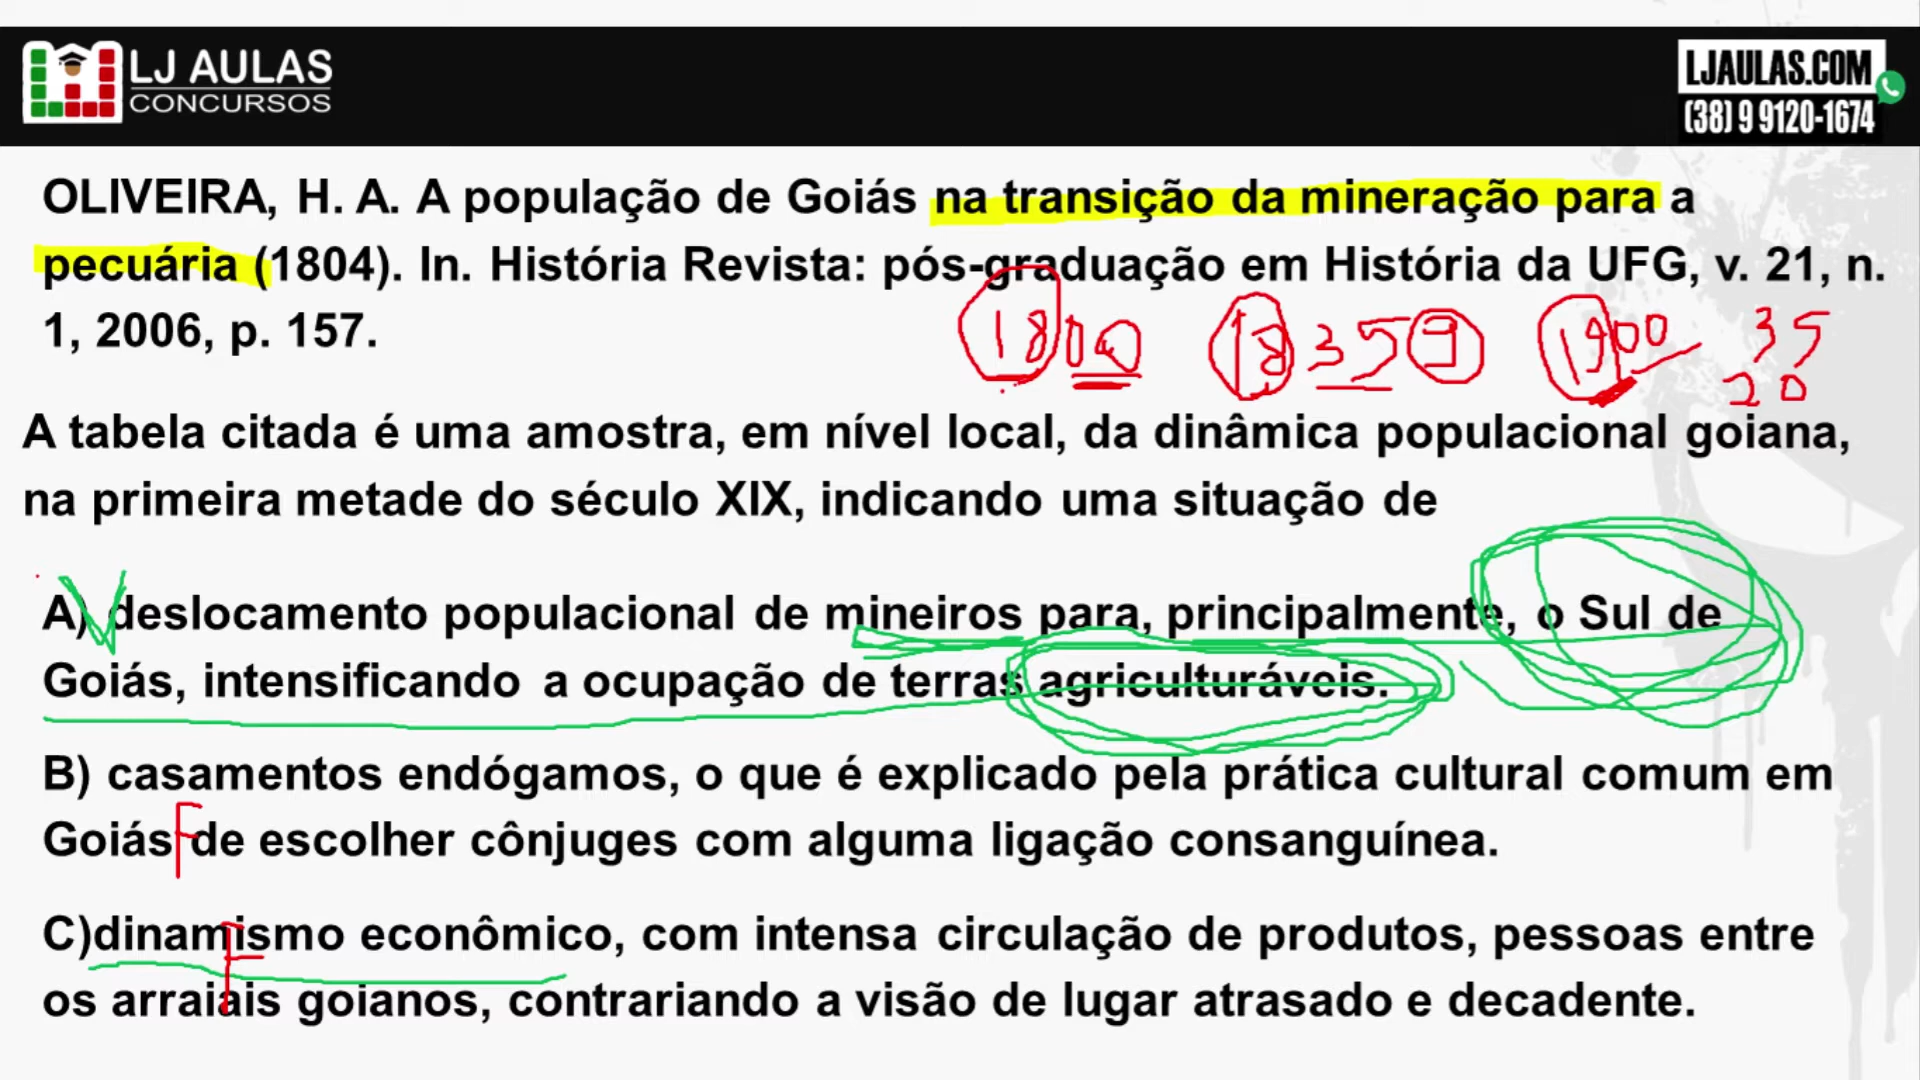 LJ AULAS
CONCURSOS
LJAULAS.COM
(38) 9 9120-1674
OLIVEIRA, H. A. A população de Goiás na transição da mineração para a
pecuária (1804). In. História Revista: pós-graduação em História da UFG, v. 21, n.
1, 2006, p. 157.
1800 18359 1900 35
20
A tabela citada é uma amostra, em nível local, da dinâmica populacional goiana,
na primeira metade do século XIX, indicando uma situação de
V
A) deslocamento populacional de mineiros para, principalmente, o Sul de
Goiás, intensificando a ocupação de terras agriculturáveis.
B) casamentos endógamos, o que é explicado pela prática cultural comum em
F
Goiás de escolher cônjuges com alguma ligação consanguínea.
C)dinamismo econômico, com intensa circulação de produtos, pessoas entre
F
os arraiais goianos, contrariando a visão de lugar atrasado e decadente.